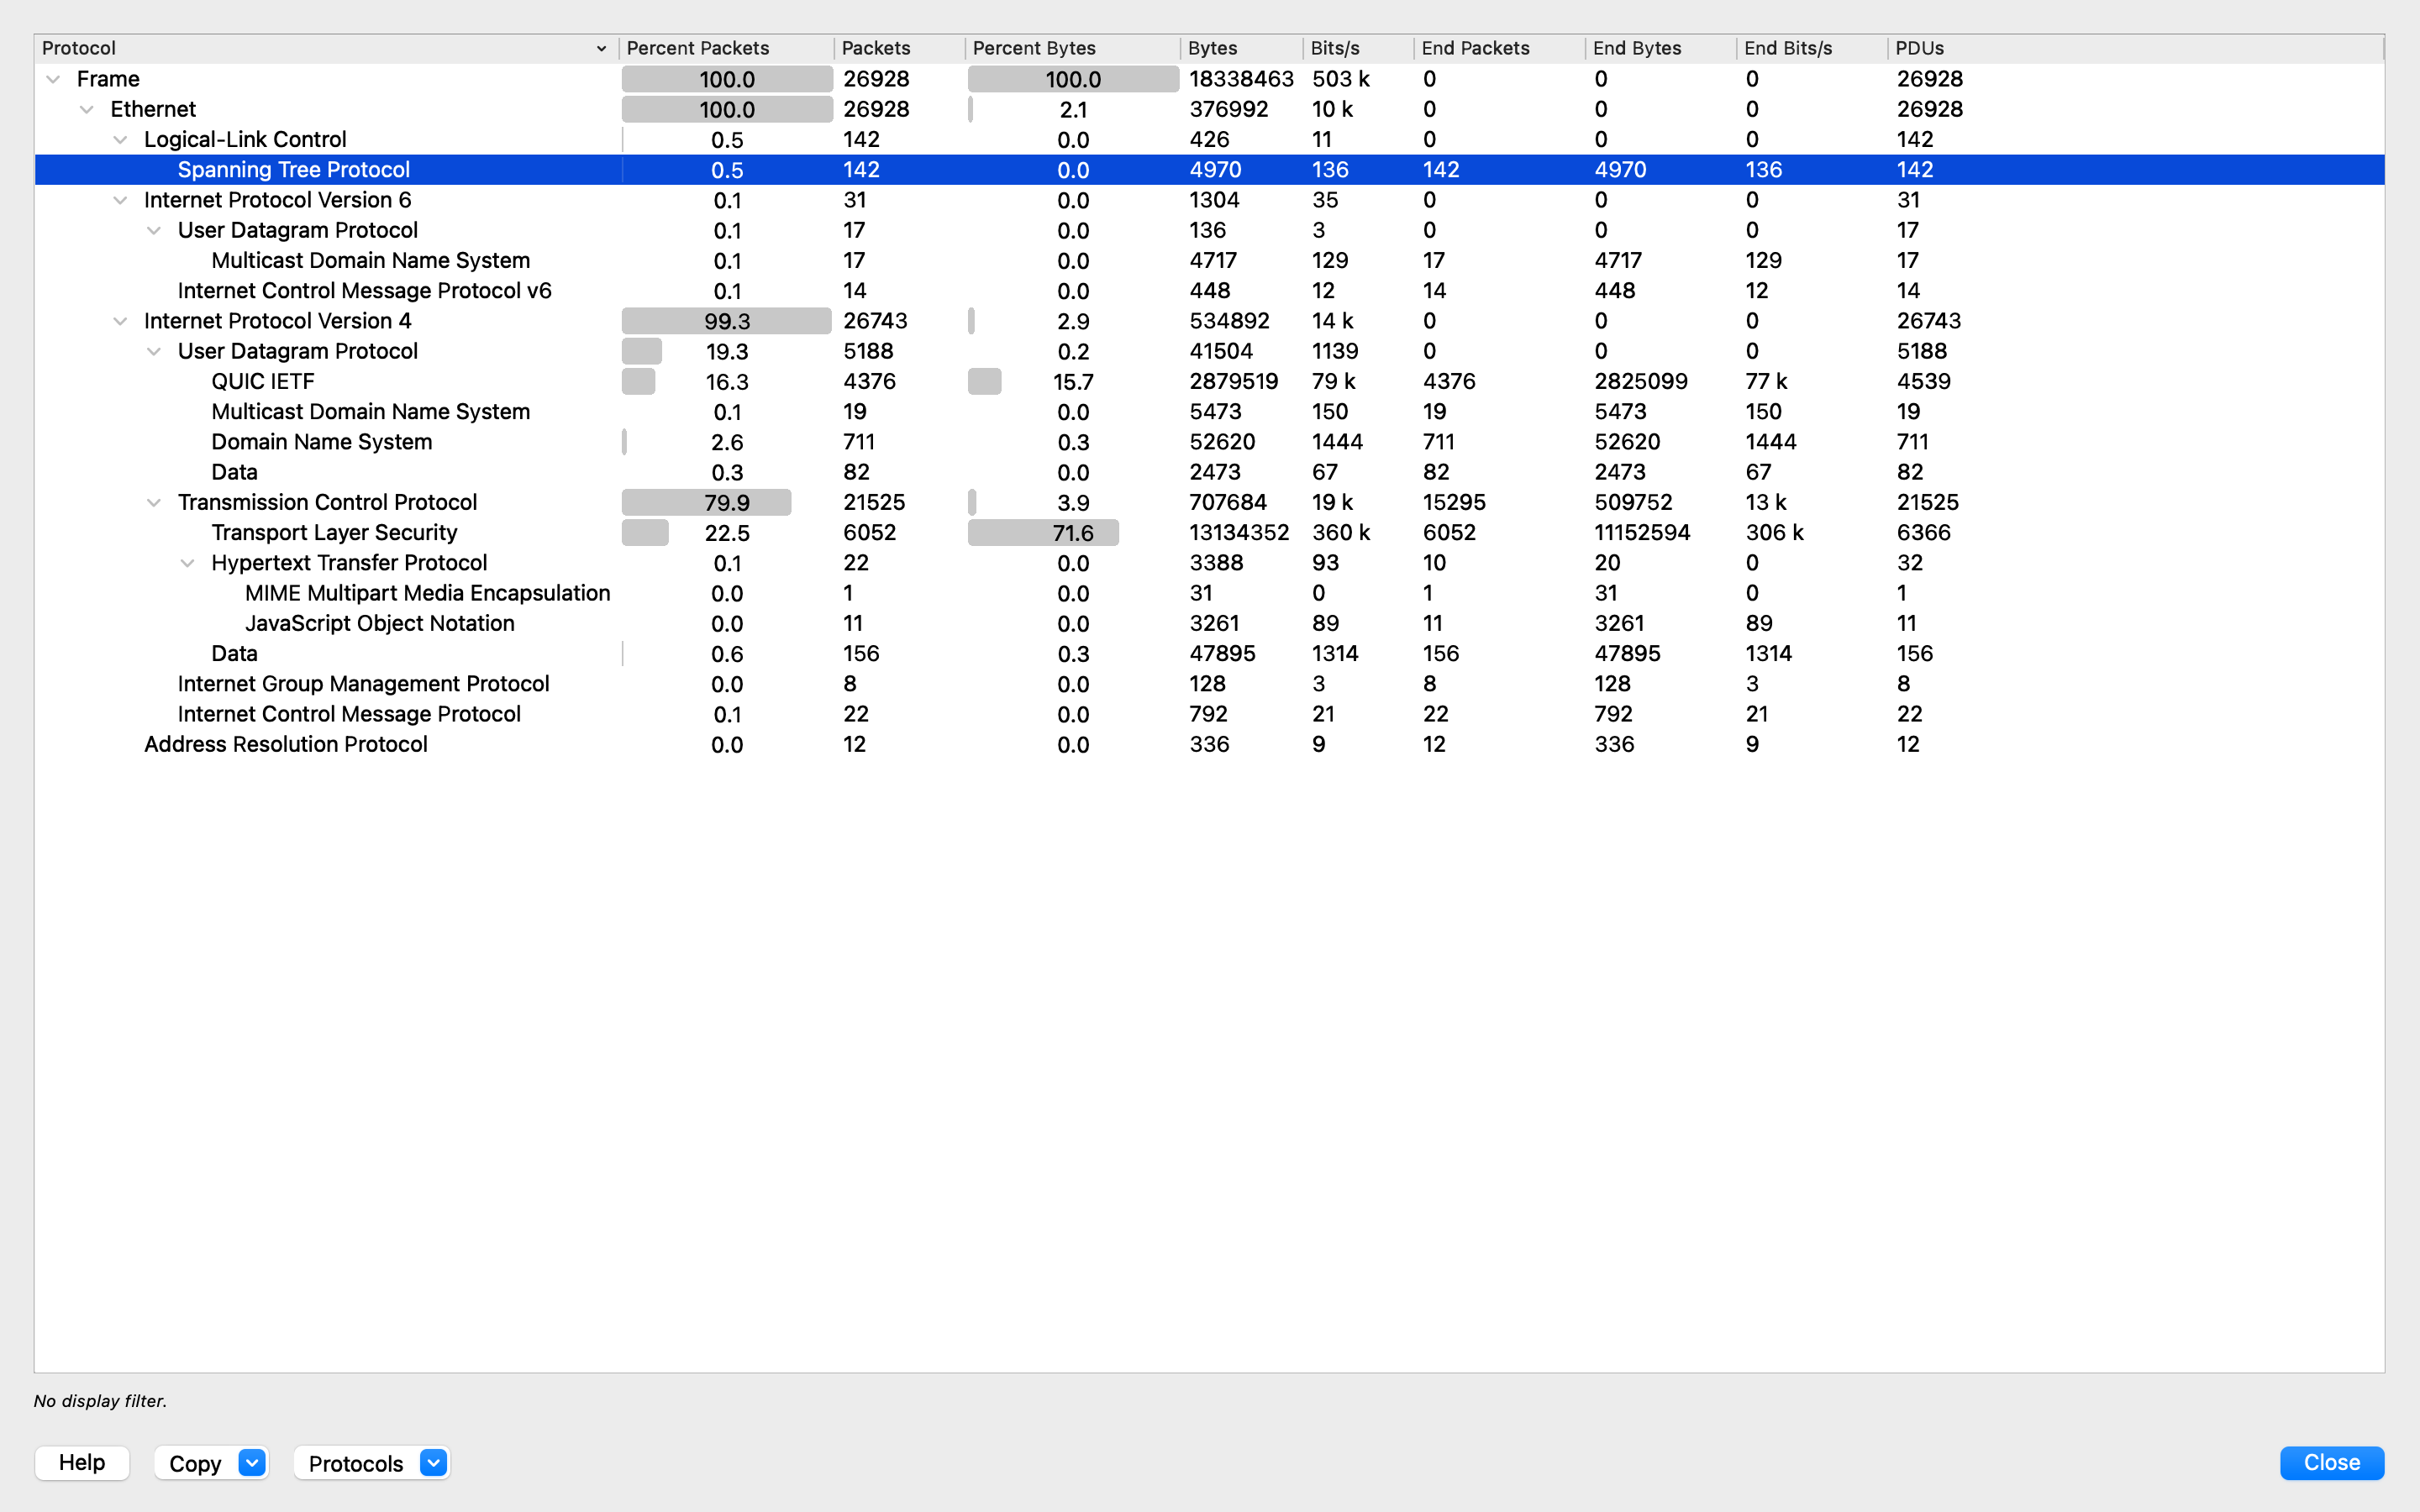 Protocol Percent Packets Packets Percent Bytes Bytes Bits/s End Packets End Bytes End Bits/s PDUs
Frame 100.0 26928 100.0 18338463 503 k 0 0 0 26928
Ethernet 100.0 26928 2.1 376992 10 k 0 0 0 26928
Logical-Link Control 0.5 142 0.0 426 11 0 0 0 142
Spanning Tree Protocol 0.5 142 0.0 4970 136 142 4970 136 142
Internet Protocol Version 6 0.1 31 0.0 1304 35 0 0 0 31
User Datagram Protocol 0.1 17 0.0 136 3 0 0 0 17
Multicast Domain Name System 0.1 17 0.0 4717 129 17 4717 129 17
Internet Control Message Protocol v6 0.1 14 0.0 448 12 14 448 12 14
Internet Protocol Version 4 99.3 26743 2.9 534892 14 k 0 0 0 26743
User Datagram Protocol 19.3 5188 0.2 41504 1139 0 0 0 5188
QUIC IETF 16.3 4376 15.7 2879519 79 k 4376 2825099 77 k 4539
Multicast Domain Name System 0.1 19 0.0 5473 150 19 5473 150 19
Domain Name System 2.6 711 0.3 52620 1444 711 52620 1444 711
Data 0.3 82 0.0 2473 67 82 2473 67 82
Transmission Control Protocol 79.9 21525 3.9 707684 19 k 15295 509752 13 k 21525
Transport Layer Security 22.5 6052 71.6 13134352 360 k 6052 11152594 306 k 6366
Hypertext Transfer Protocol 0.1 22 0.0 3388 93 10 20 0 32
MIME Multipart Media Encapsulation 0.0 1 0.0 31 0 1 31 0 1
JavaScript Object Notation 0.0 11 0.0 3261 89 11 3261 89 11
Data 0.6 156 0.3 47895 1314 156 47895 1314 156
Internet Group Management Protocol 0.0 8 0.0 128 3 8 128 3 8
Internet Control Message Protocol 0.1 22 0.0 792 21 22 792 21 22
Address Resolution Protocol 0.0 12 0.0 336 9 12 336 9 12
No display filter.
Help Copy Protocols Close